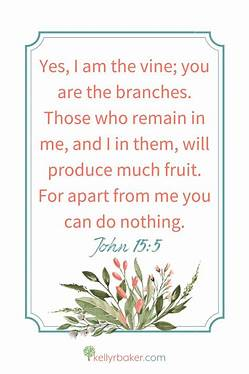 Yes, I am the vine; you
are the branches.
Those who remain in
me, and I in them, will
produce much fruit.
For apart from me you
can do nothing.
John 15:5
kellyrbaker.com